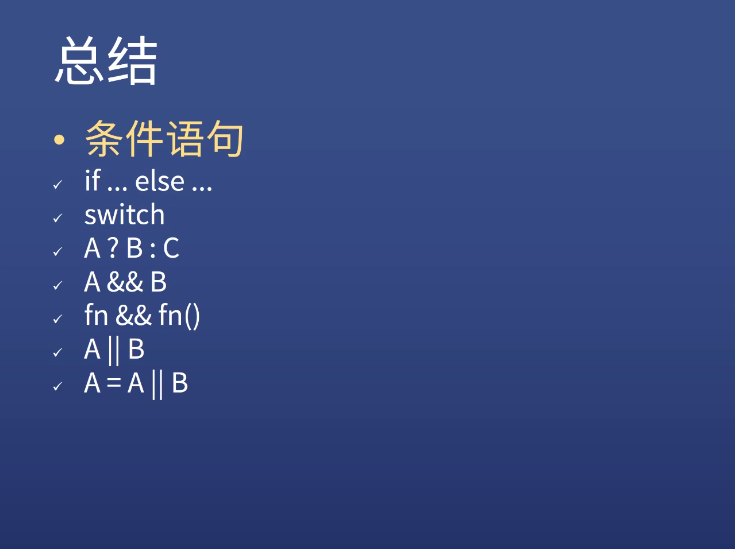 总结
• 条件语句
✓ if ... else ...
✓ switch
✓ A ? B : C
✓ A && B
✓ fn && fn()
✓ A || B
✓ A = A || B